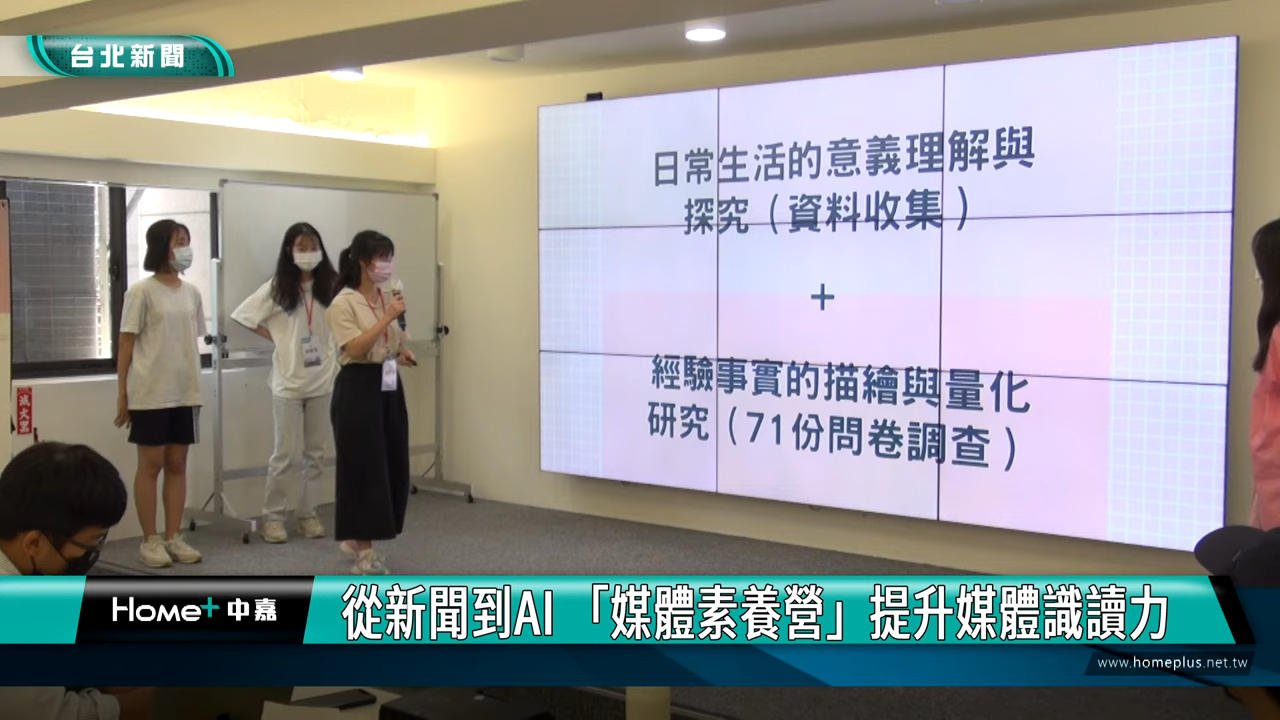 台北新聞
日常生活的意義理解與
探究（資料收集）
+
經驗事實的描繪與量化
研究（71份問卷調查）
滅火器
Home+中嘉
從新聞到AI「媒體素養營」提升媒體識讀力
www.homeplus.net.tw